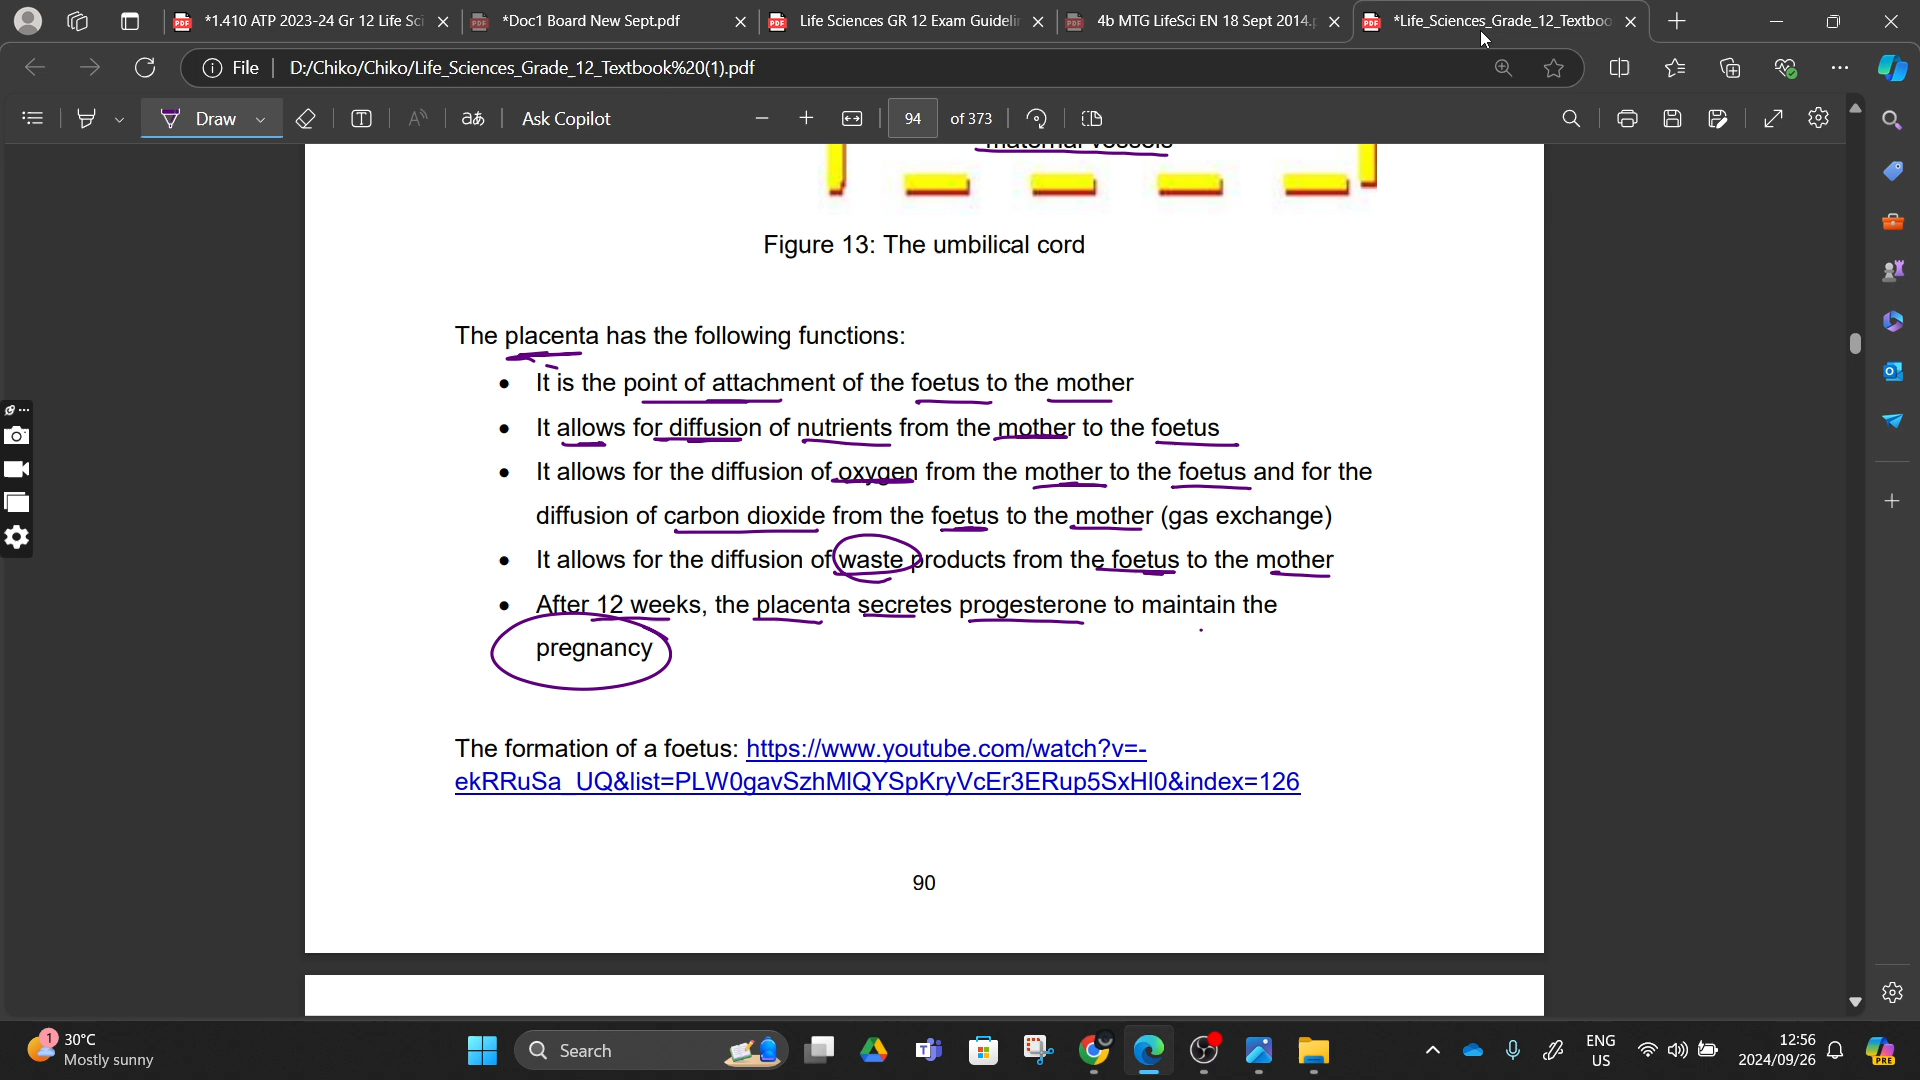 *1.410 ATP 2023-24 Gr 12 Life Sci
*Doc1 Board New Sept.pdf
Life Sciences GR 12 Exam Guidelin
4b MTG LifeSci EN 18 Sept 2014.p
*Life_Sciences_Grade_12_Textboo
File
D:/Chiko/Chiko/Life_Sciences_Grade_12_Textbook%20(1).pdf
Draw
aあ
Ask Copilot
94
of 373
maternal vessels
Figure 13: The umbilical cord
The placenta has the following functions:
• It is the point of attachment of the foetus to the mother
• It allows for diffusion of nutrients from the mother to the foetus
• It allows for the diffusion of oxygen from the mother to the foetus and for the
diffusion of carbon dioxide from the foetus to the mother (gas exchange)
• It allows for the diffusion of waste products from the foetus to the mother
• After 12 weeks, the placenta secretes progesterone to maintain the
pregnancy
The formation of a foetus: https://www.youtube.com/watch?v=-
ekRRuSa_UQ&list=PLW0gavSzhMIQYSpKryVcEr3ERup5SxHl0&index=126
90
1
30°C
Mostly sunny
Search
ENG
US
12:56
2024/09/26
PRE